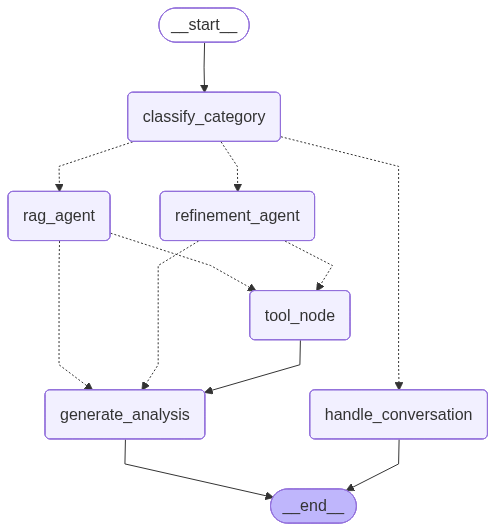 __start__
classify_category
rag_agent
refinement_agent
tool_node
generate_analysis
handle_conversation
__end__